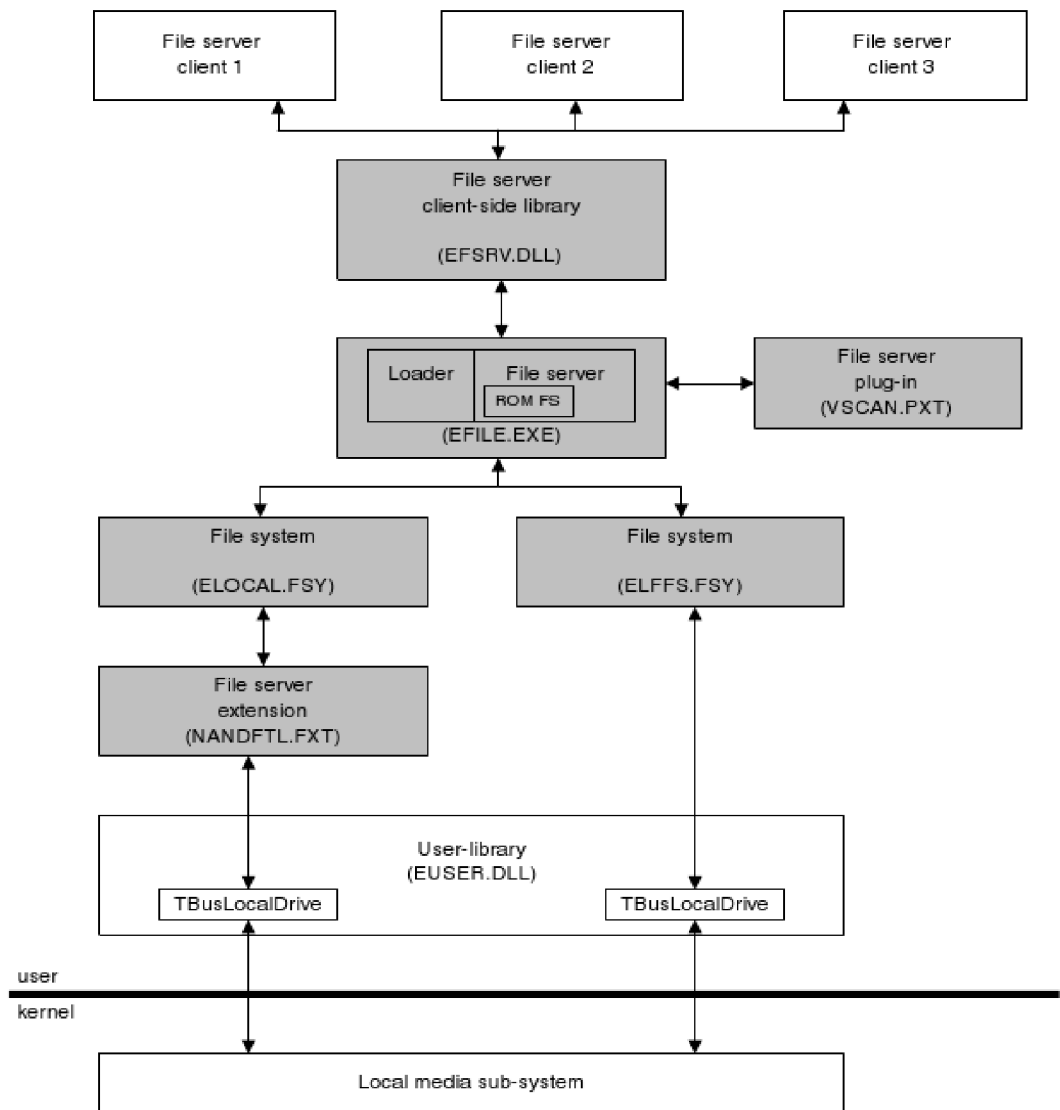 File server
client 1
File server
client 2
File server
client 3
File server
client-side library
(EFSRV.DLL)
Loader
File server
ROM FS
(EFILE.EXE)
File server
plug-in
(VSCAN.PXT)
File system
(ELOCAL.FSY)
File system
(ELFFS.FSY)
File server
extension
(NANDFTL.FXT)
User-library
(EUSER.DLL)
TBusLocalDrive
TBusLocalDrive
user
kernel
Local media sub-system